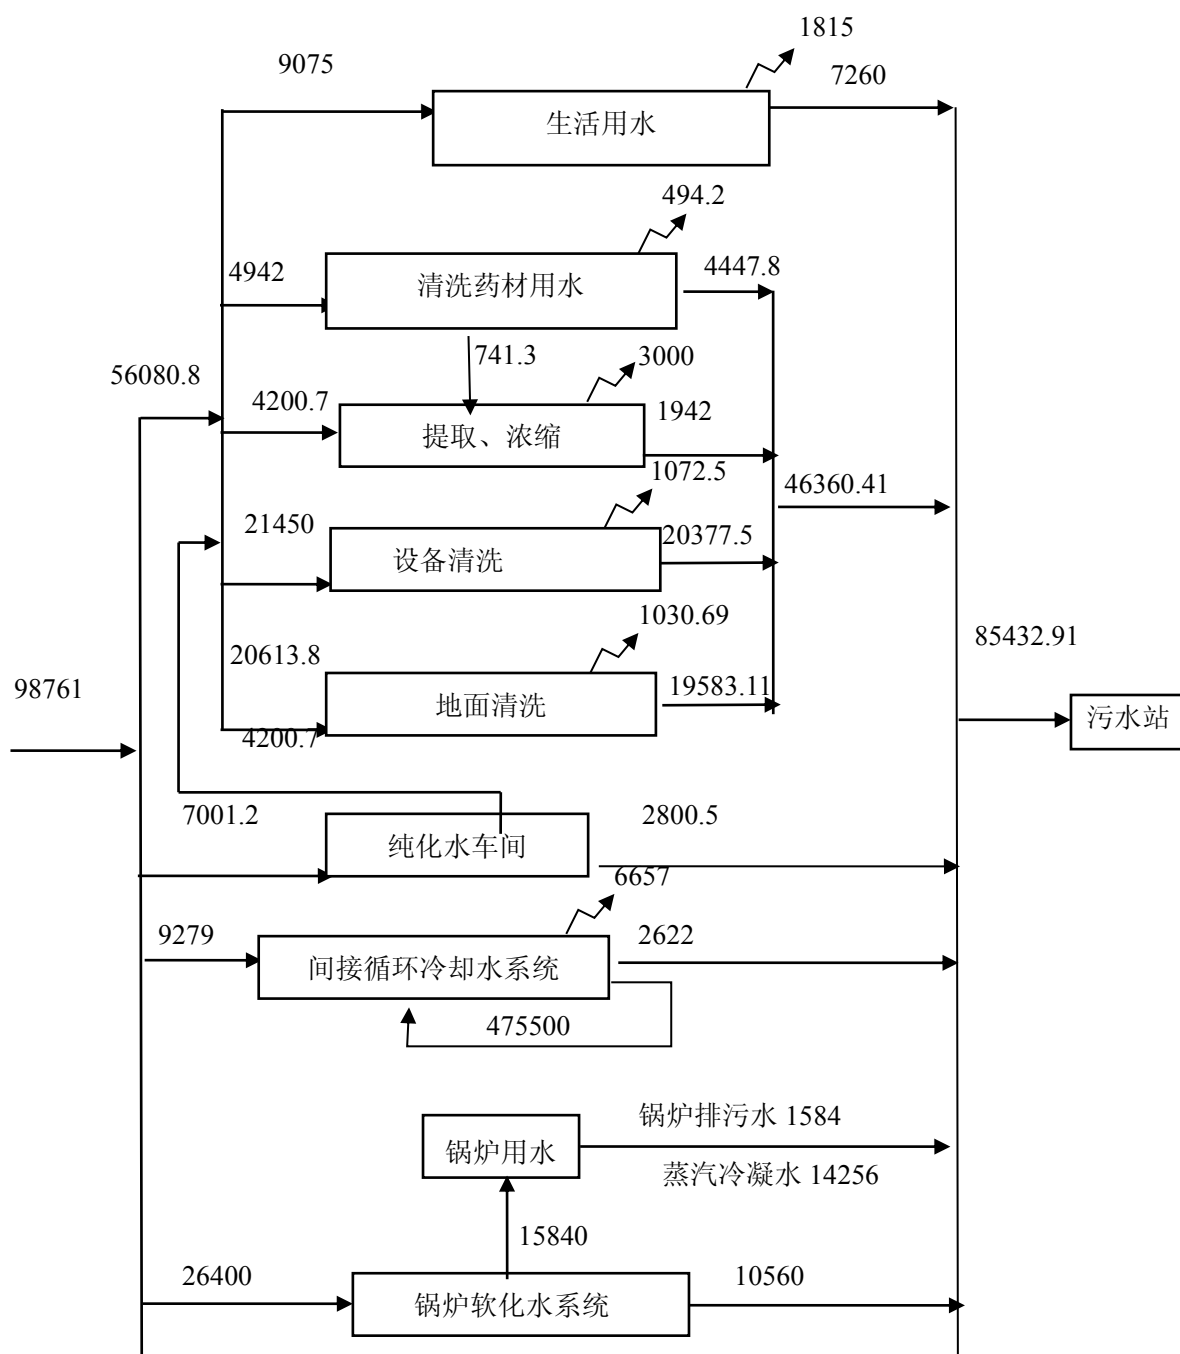 1815
9075
7260
生活用水
494.2
4942
4447.8
清洗药材用水
741.3
3000
56080.8
4200.7
1942
提取、浓缩
1072.5
46360.41
21450
20377.5
设备清洗
1030.69
20613.8
85432.91
98761
19583.11
地面清洗
污水站
4200.7
7001.2
2800.5
纯化水车间
6657
9279
2622
间接循环冷却水系统
475500
锅炉排污水 1584
锅炉用水
蒸汽冷凝水 14256
15840
26400
10560
锅炉软化水系统